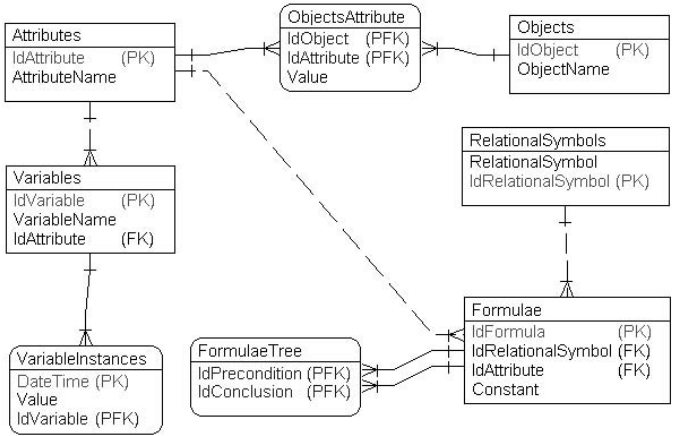 Attributes
IdAttribute (PK)
AttributeName
ObjectsAttribute
IdObject (PFK)
IdAttribute (PFK)
Value
Objects
IdObject (PK)
ObjectName
Variables
IdVariable (PK)
VariableName
IdAttribute (FK)
RelationalSymbols
RelationalSymbol
IdRelationalSymbol (PK)
VariableInstances
DateTime (PK)
Value
IdVariable (PFK)
FormulaeTree
IdPrecondition (PFK)
IdConclusion (PFK)
Formulae
IdFormula (PK)
IdRelationalSymbol (FK)
IdAttribute (FK)
Constant